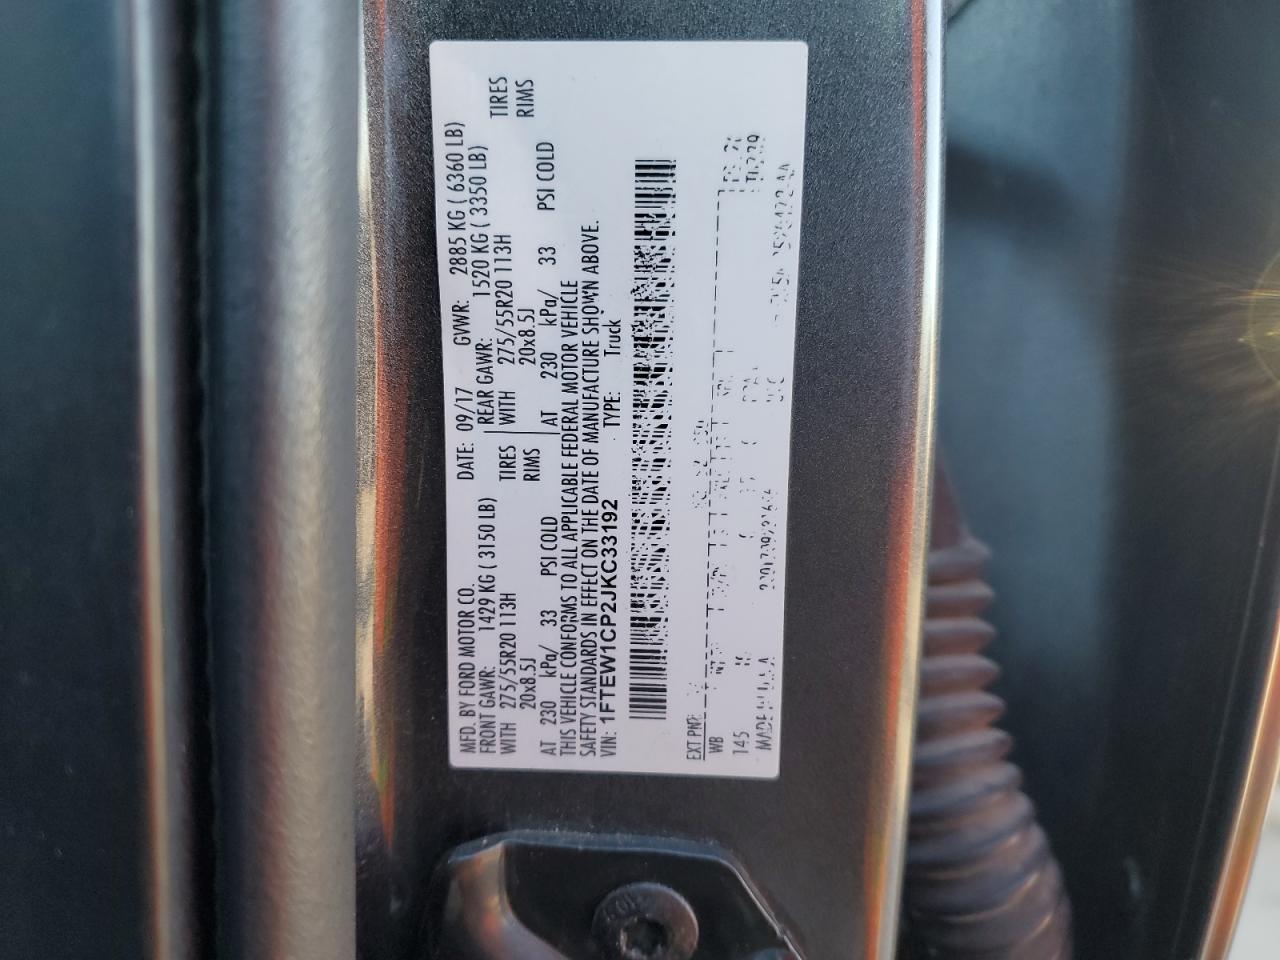 MFD. BY FORD MOTOR CO. DATE: 09/17 GVWR: 2885 KG ( 6360 LB)
FRONT GAWR: 1429 KG ( 3150 LB) REAR GAWR: 1520 KG ( 3350 LB)
WITH 275/55R20 113H TIRES WITH 275/55R20 113H TIRES
20x8.5J RIMS 20x8.5J RIMS
AT 230 kPa/ 33 PSI COLD AT 230 kPa/ 33 PSI COLD
THIS VEHICLE CONFORMS TO ALL APPLICABLE FEDERAL MOTOR VEHICLE
SAFETY STANDARDS IN EFFECT ON THE DATE OF MANUFACTURE SHOWN ABOVE.
VIN: 1FTEW1CP2JKC33192 TYPE: Truck
EXT PNT:
WB
145
MADE IN U.S.A